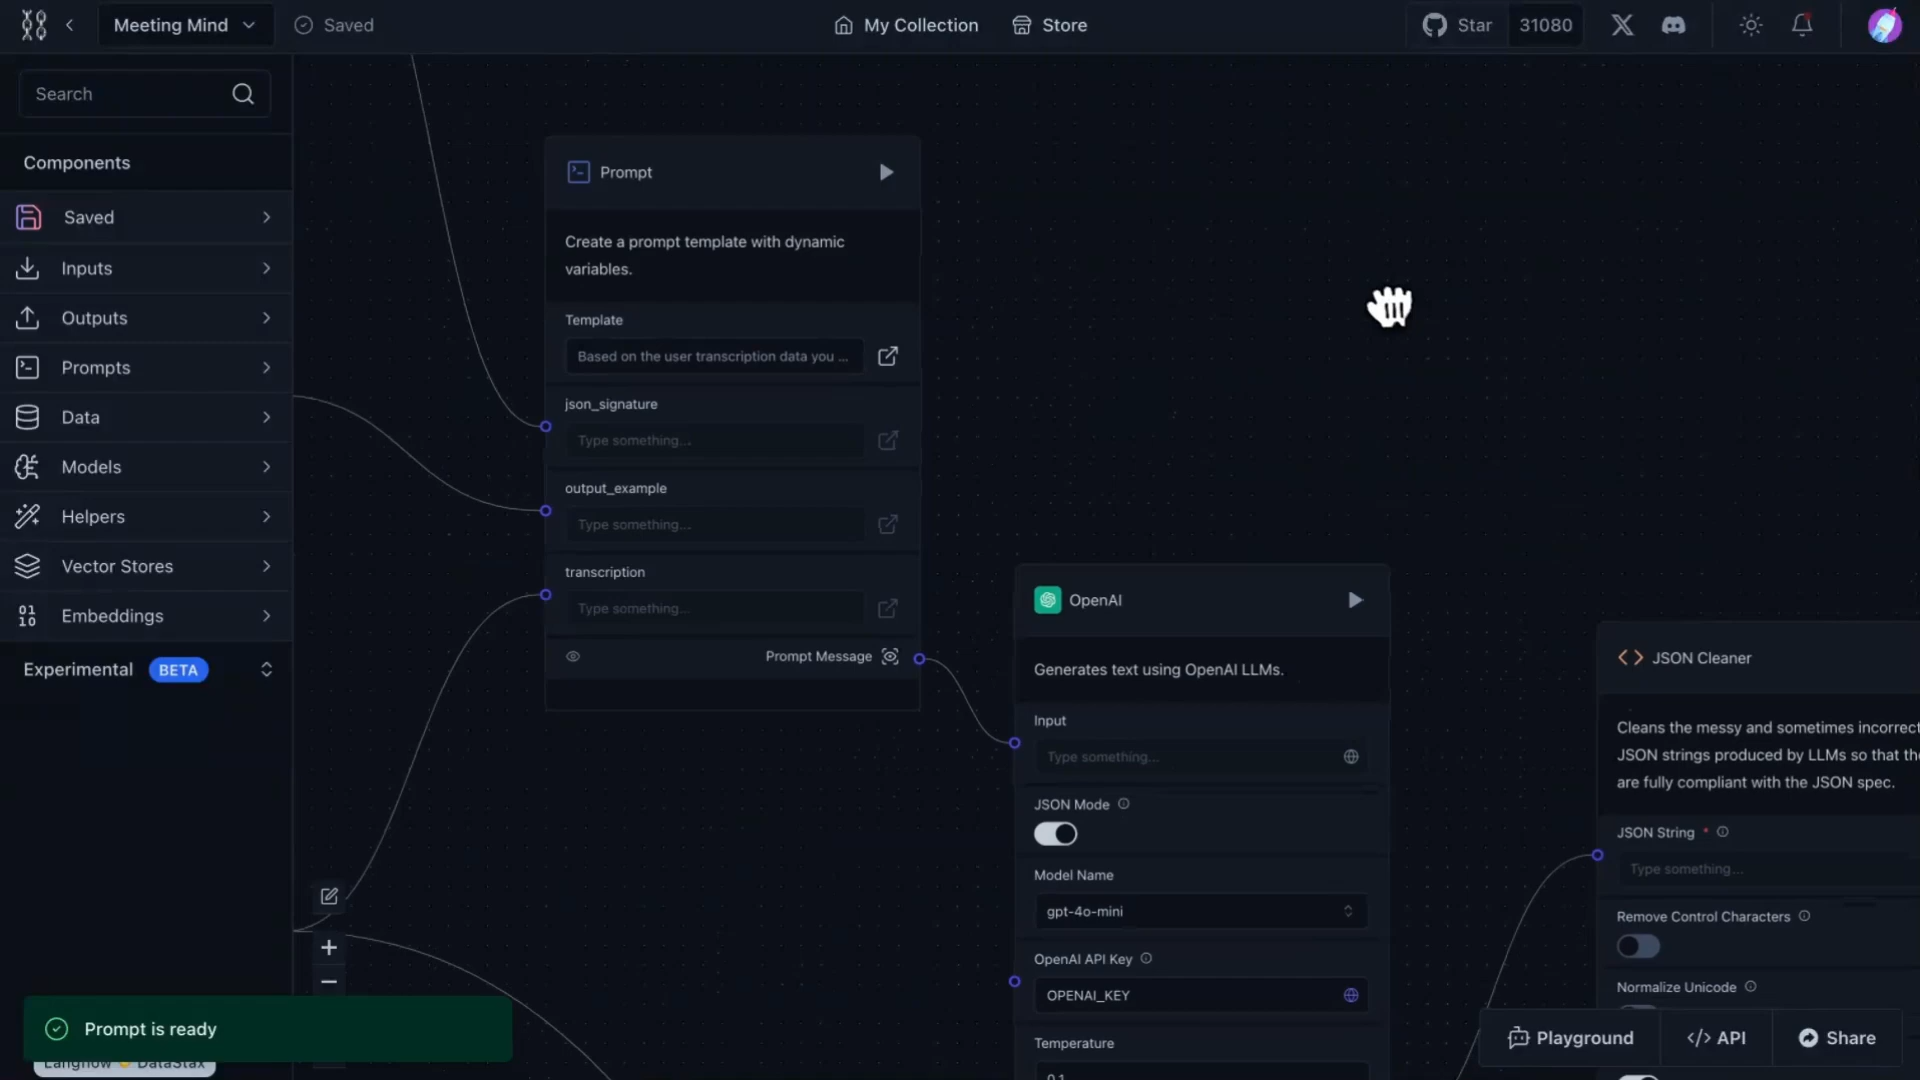 Meeting Mind
Saved
My Collection
Store
Star
31080
Search
Components
Saved
Inputs
Outputs
Prompts
Data
Models
Helpers
Vector Stores
Embeddings
Experimental
BETA
Prompt
Create a prompt template with dynamic
variables.
Template
Based on the user transcription data you ...
json_signature
Type something...
output_example
Type something...
transcription
Type something...
Prompt Message
OpenAI
Generates text using OpenAI LLMs.
Input
Type something...
JSON Mode
Model Name
gpt-4o-mini
OpenAI API Key
OPENAI_KEY
Temperature
0.1
JSON Cleaner
Cleans the messy and sometimes incorrect
JSON strings produced by LLMs so that the
are fully compliant with the JSON spec.
JSON String *
Type something...
Remove Control Characters
Normalize Unicode
Prompt is ready
Langflow DataStax
Playground
API
Share